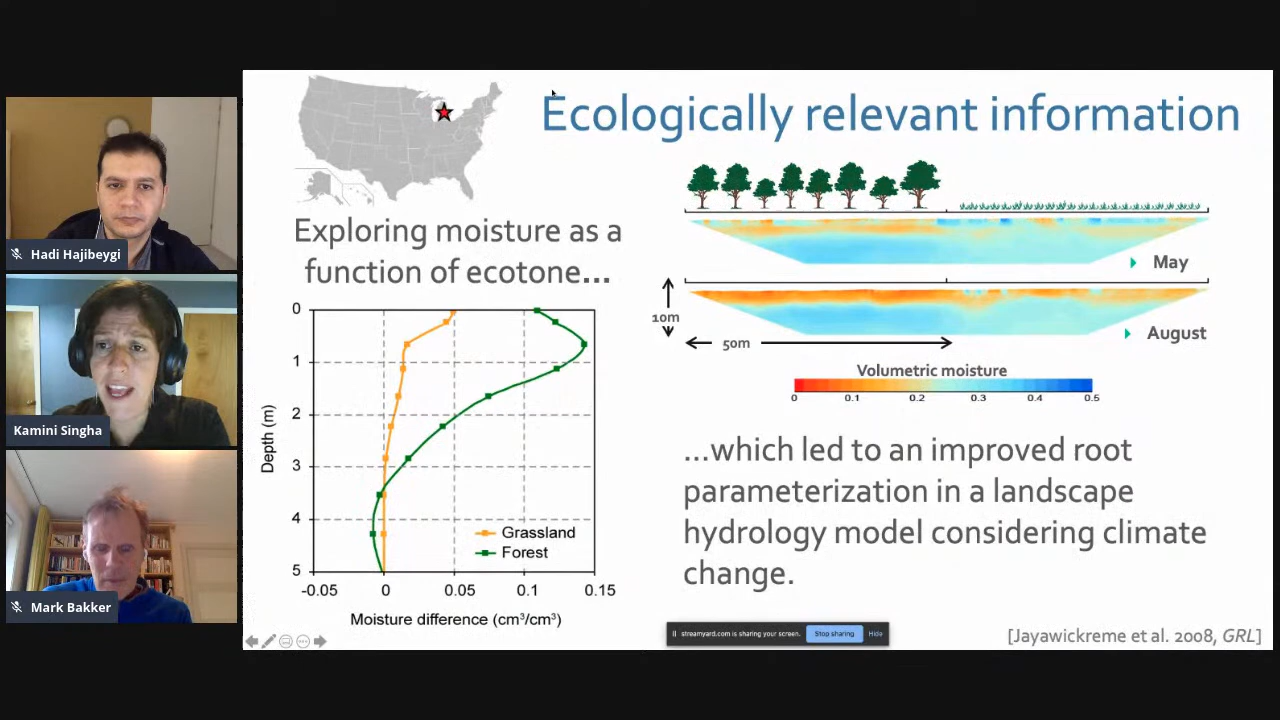 Hadi Hajibeygi
Kamini Singha
Mark Bakker
Ecologically relevant information
Exploring moisture as a
function of ecotone...
0
1
2
3
4
5
Depth (m)
Grassland
Forest
-0.05
0
0.05
0.1
0.15
Moisture difference (cm³/cm³)
May
August
10m
50m
Volumetric moisture
0
0.1
0.2
0.3
0.4
0.5
...which led to an improved root
parameterization in a landscape
hydrology model considering climate
change.
streamyard.com is sharing your screen.
Stop sharing
Hide
[Jayawickreme et al. 2008, GRL]